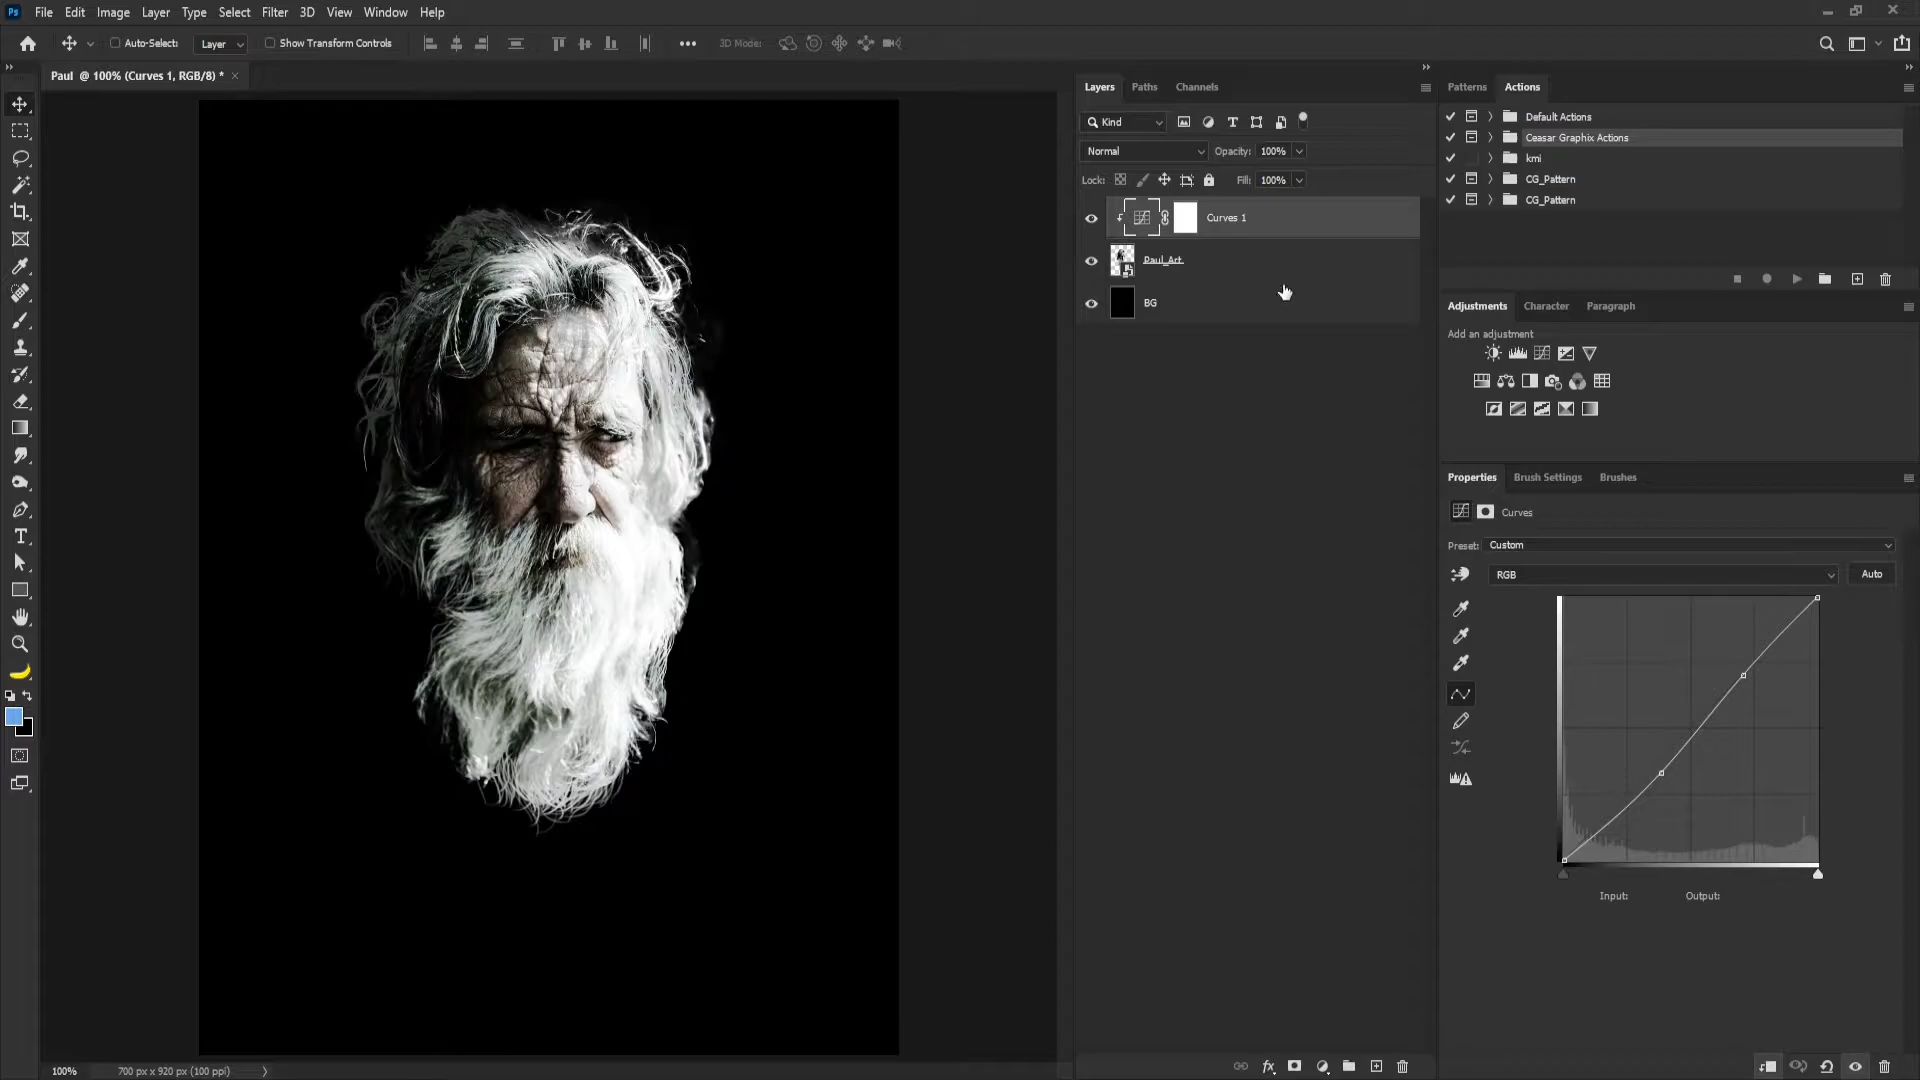 Ps File Edit Image Layer Type Select Filter 3D View Window Help
Auto-Select: Layer Show Transform Controls 3D Mode:
Paul @ 100% (Curves 1, RGB/8) *
Layers Paths Channels
Kind
Normal Opacity: 100%
Lock: Fill: 100%
Curves 1
Paul_Art
BG
Patterns Actions
Default Actions
Ceasar Graphix Actions
kmi
CG_Pattern
CG_Pattern
Adjustments Character Paragraph
Add an adjustment
Properties Brush Settings Brushes
Curves
Preset: Custom
RGB Auto
Input: Output:
100% 700 px x 920 px (100 ppi)